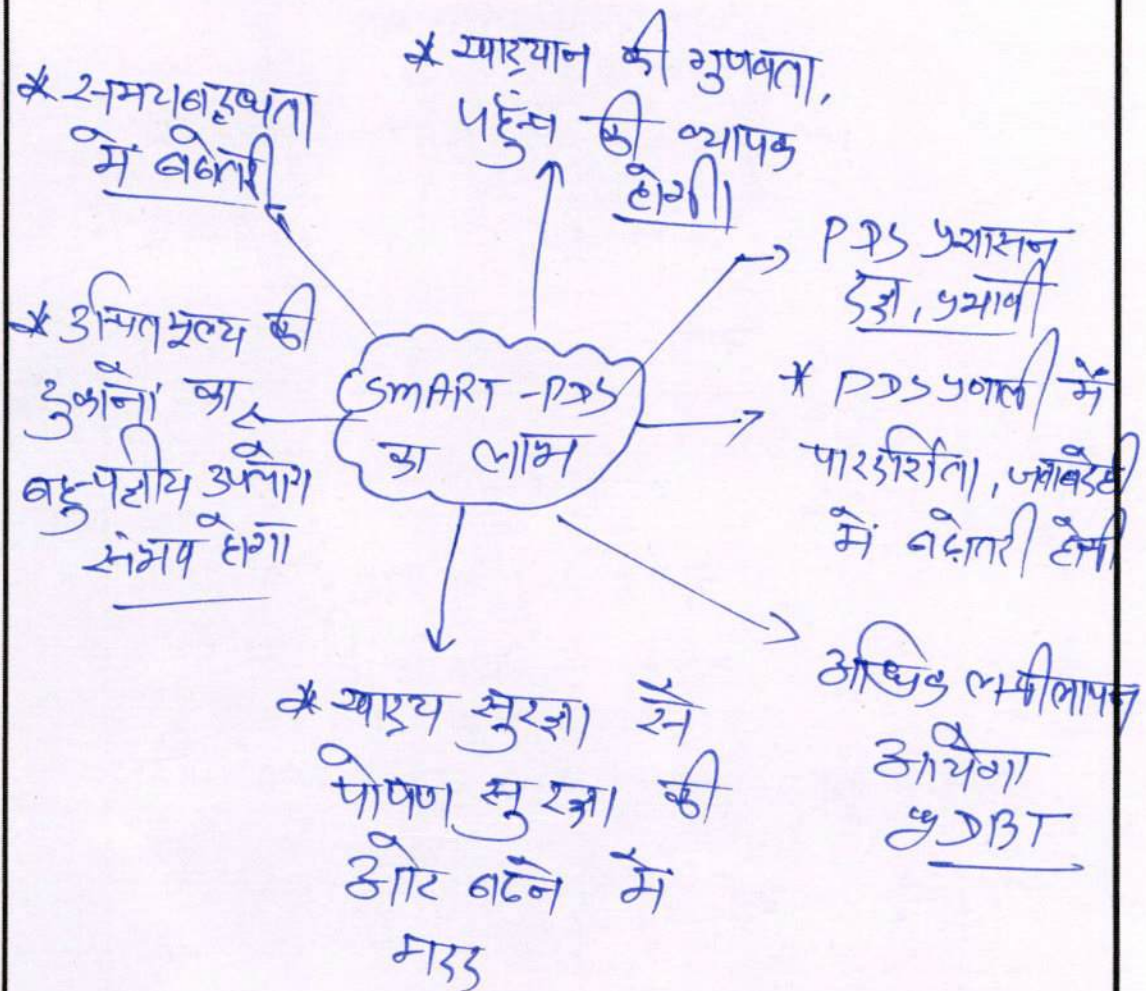 * खाद्यान की गुणवता,
पहुँच की व्यापक
होगी।
* समयबद्धता
में बढोतरी
PDS प्रशासन
दक्ष, प्रभावी
* उचित मूल्य की
दुकानों का
बहु-पक्षीय उपयोग
संभव होगा
SMART-PDS
का लाभ
* PDS प्रणाली में
पारदर्शिता, जवाबदेही
में बढ़ोतरी होगी
अधिक लचीलापन
आयेगा
DBT
* खाद्य सुरक्षा से
पोषण सुरक्षा की
ओर बढने में
मदद